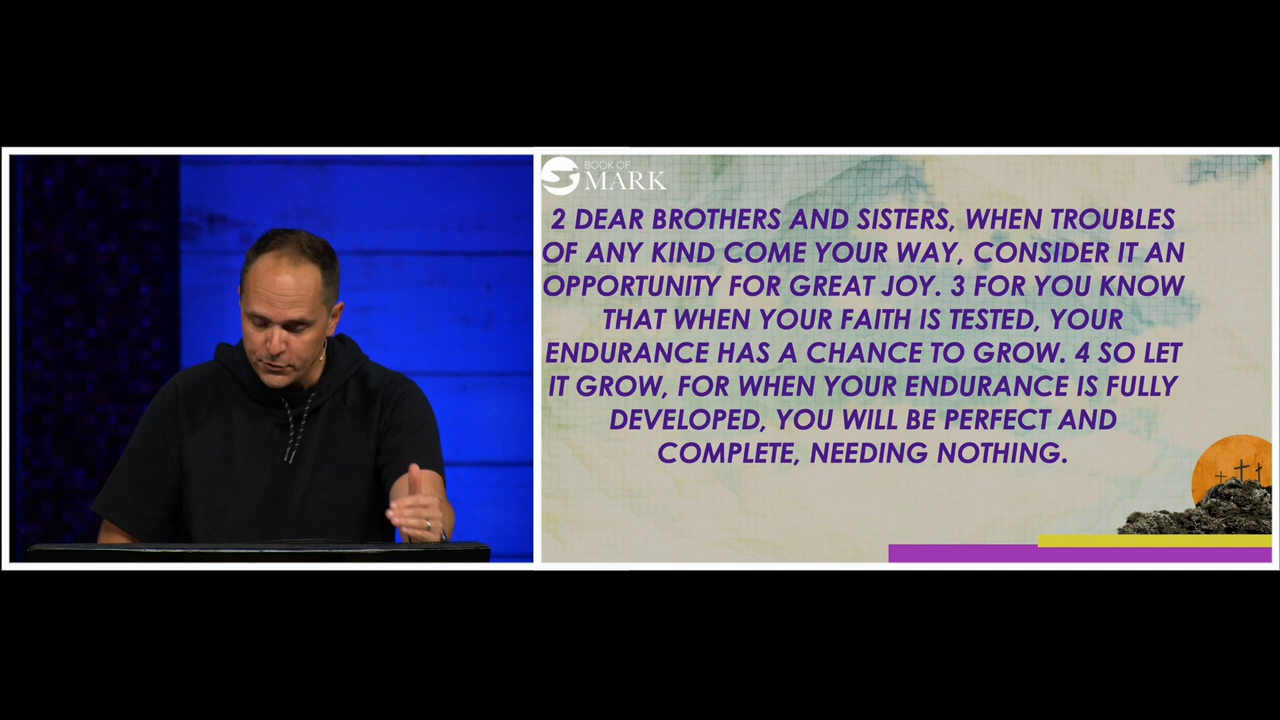 BOOK OF
MARK
2 DEAR BROTHERS AND SISTERS, WHEN TROUBLES
OF ANY KIND COME YOUR WAY, CONSIDER IT AN
OPPORTUNITY FOR GREAT JOY. 3 FOR YOU KNOW
THAT WHEN YOUR FAITH IS TESTED, YOUR
ENDURANCE HAS A CHANCE TO GROW. 4 SO LET
IT GROW, FOR WHEN YOUR ENDURANCE IS FULLY
DEVELOPED, YOU WILL BE PERFECT AND
COMPLETE, NEEDING NOTHING.